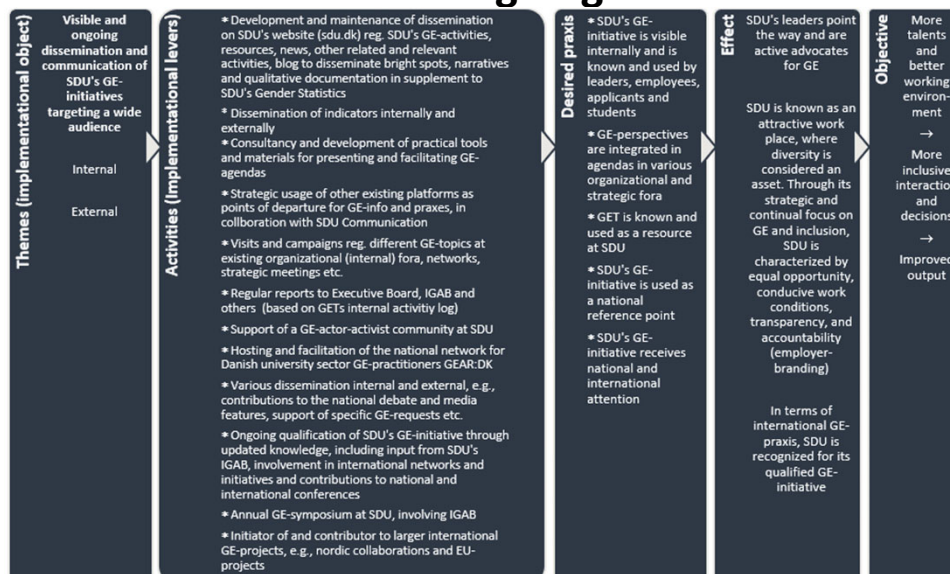 Themes (implementational object)
Visible and
ongoing
dissemination and
communication of
SDU's GE-
initiatives
targeting a wide
audience
Internal
External
Activities (Implementational levers)
* Development and maintenance of dissemination
on SDU's website (sdu.dk) reg. SDU's GE-activities,
resources, news, other related and relevant
activities, blog to disseminate bright spots, narratives
and qualitative documentation in supplement to
SDU's Gender Statistics
* Dissemination of indicators internally and
externally
* Consultancy and development of practical tools
and materials for presenting and facilitating GE-
agendas
* Strategic usage of other existing platforms as
points of departure for GE-info and praxes, in
collboration with SDU Communication
* Visits and campaigns reg. different GE-topics at
existing organizational (internal) fora, networks,
strategic meetings etc.
* Regular reports to Executive Board, IGAB and
others (based on GETs internal activitiy log)
* Support of a GE-actor-activist community at SDU
* Hosting and facilitation of the national network for
Danish university sector GE-practitioners GEAR:DK
* Various dissemination internal and external, e.g.,
contributions to the national debate and media
features, support of specific GE-requests etc.
* Ongoing qualification of SDU's GE-initiative through
updated knowledge, including input from SDU's
IGAB, involvement in international networks and
initiatives and contributions to national and
international conferences
* Annual GE-symposium at SDU, involving IGAB
* Initiator of and contributor to larger international
GE-projects, e.g., nordic collaborations and EU-
projects
Desired praxis
* SDU's GE-
initiative is visible
internally and is
known and used by
leaders, employees,
applicants and
students
* GE-perspectives
are integrated in
agendas in various
organizational and
strategic fora
* GET is known and
used as a resource
at SDU
* SDU's GE-
initiative is used as
a national
reference point
* SDU's GE-
initiative receives
national and
international
attention
Effect
SDU's leaders point
the way and are
active advocates
for GE
SDU is known as an
attractive work
place, where
diversity is
considered an
asset. Through its
strategic and
continual focus on
GE and inclusion,
SDU is
characterized by
equal opportunity,
conducive work
conditions,
transparency, and
accountability
(employer-
branding)
In terms of
international GE-
praxis, SDU is
recognized for its
qualified GE-
initiative
Objective
More
talents
and
better
working
environ-
ment
→
More
inclusive
interaction
and
decisions
→
Improved
output